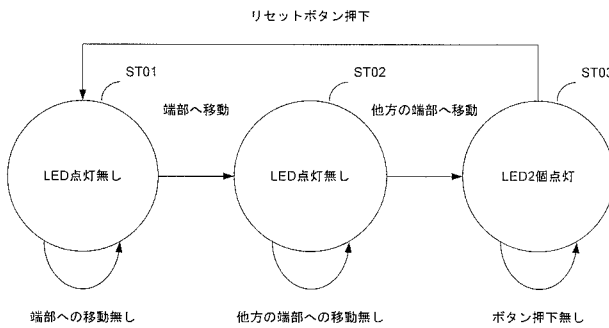 リセットボタン押下
ST01
ST02
ST03
端部へ移動
他方の端部へ移動
LED点灯無し
LED点灯無し
LED2個点灯
端部への移動無し
他方の端部への移動無し
ボタン押下無し